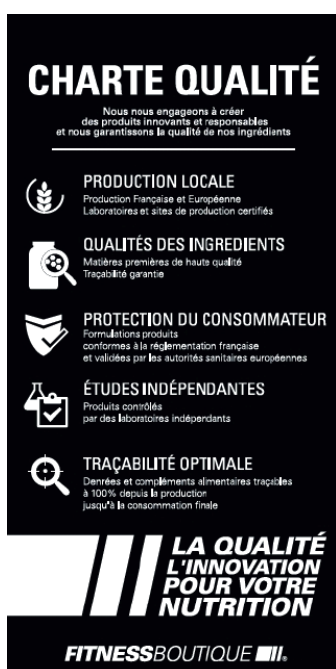 CHARTE QUALITÉ
Nous nous engageons à créer
des produits innovants et responsables
et nous garantissons la qualité de nos ingrédients
PRODUCTION LOCALE
Production Française et Européenne
Laboratoires et sites de production certifiés
QUALITÉS DES INGREDIENTS
Matières premières de haute qualité
Traçabilité garantie
PROTECTION DU CONSOMMATEUR
Formulations produits
conformes à la réglementation française
et validées par les autorités sanitaires européennes
ÉTUDES INDÉPENDANTES
Produits contrôlés
par des laboratoires indépendants
TRAÇABILITÉ OPTIMALE
Denrées et compléments alimentaires traçables
à 100% depuis la production
jusqu'à la consommation finale
LA QUALITÉ
L'INNOVATION
POUR VOTRE
NUTRITION
FITNESSBOUTIQUE